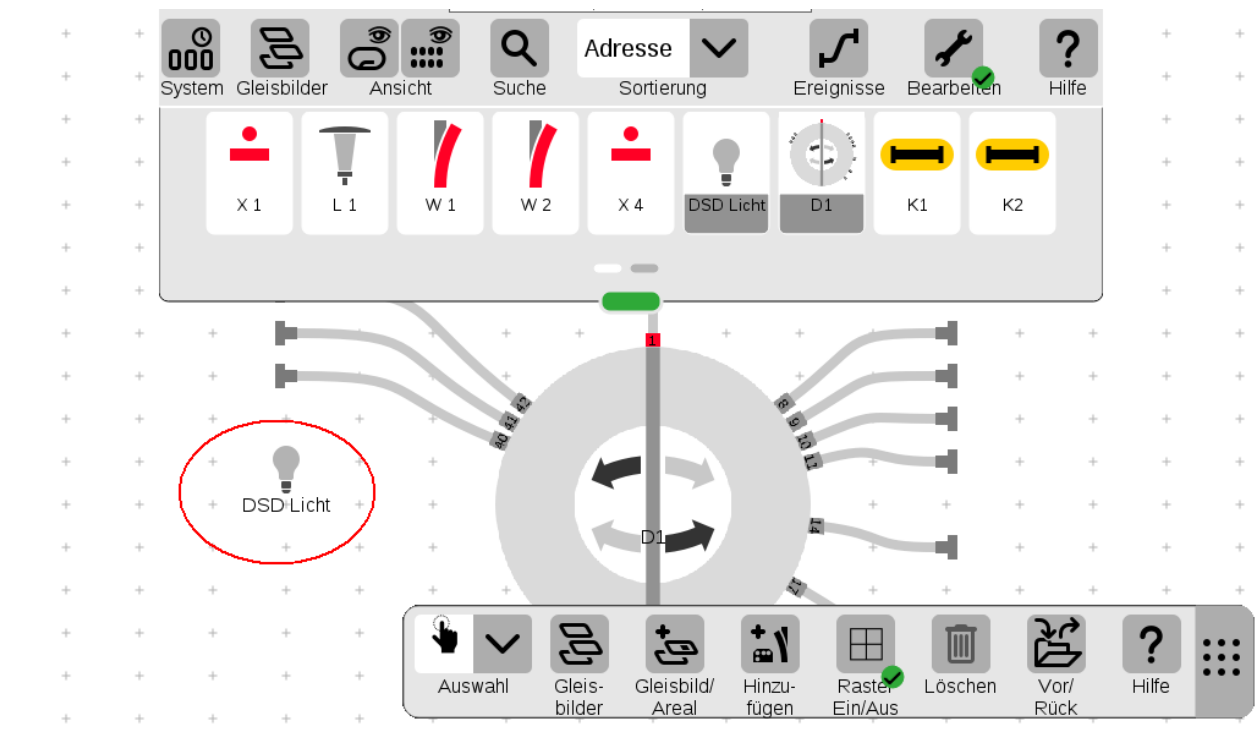 Adresse
System Gleisbilder Ansicht Suche Sortierung Ereignisse Bearbeiten Hilfe
X 1 L 1 W 1 W 2 X 4 DSD Licht D1 K1 K2
1
42 8
41 9
40 10
11
DSD Licht
14
D1
17
Auswahl Gleis- Gleisbild/ Hinzu- Raster Löschen Vor/ Hilfe
bilder Areal fügen Ein/Aus Rück